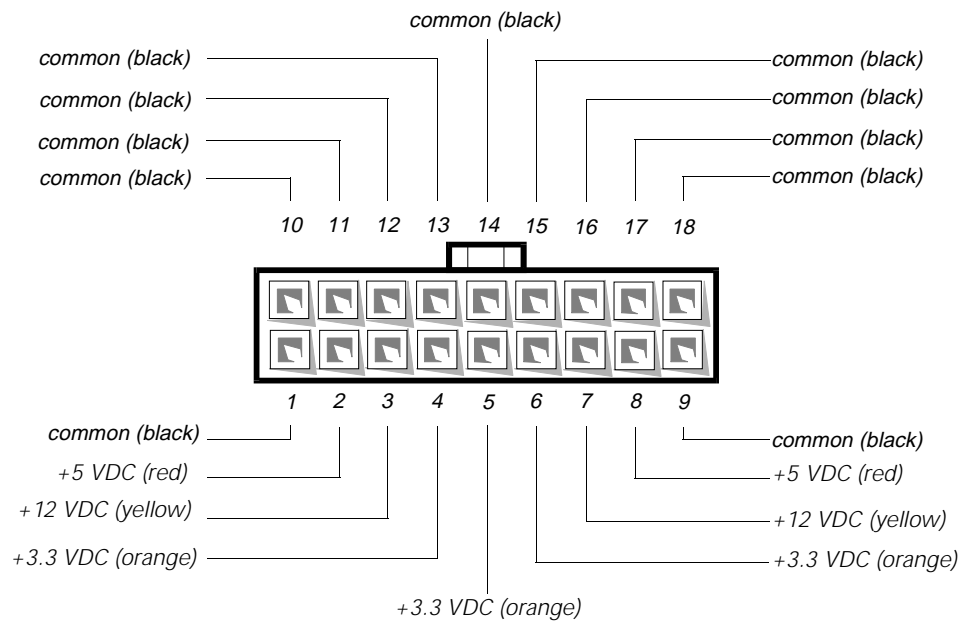 common (black)
common (black) common (black)
common (black) common (black)
common (black) common (black)
common (black) common (black)
10 11 12 13 14 15 16 17 18
1 2 3 4 5 6 7 8 9
common (black) common (black)
+5 VDC (red) +5 VDC (red)
+12 VDC (yellow) +12 VDC (yellow)
+3.3 VDC (orange) +3.3 VDC (orange)
+3.3 VDC (orange)